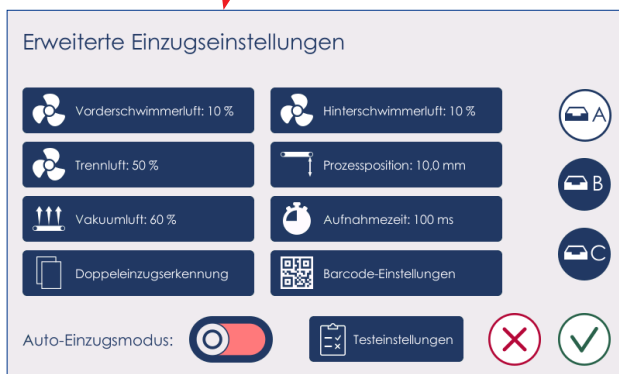 Erweiterte Einzugseinstellungen
Vorderschwimmerluft: 10 %
Hinterschwimmerluft: 10 %
A
Trennluft: 50 %
Prozessposition: 10,0 mm
B
Vakuumluft: 60 %
Aufnahmezeit: 100 ms
C
Doppeleinzugserkennung
Barcode-Einstellungen
Auto-Einzugsmodus:
Testeinstellungen